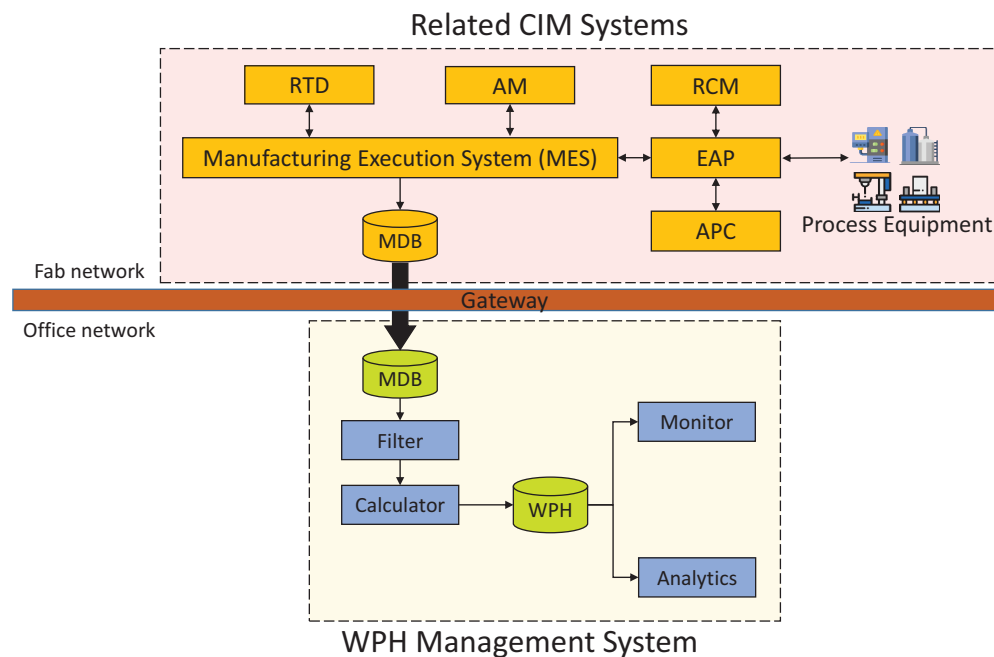 Related CIM Systems
RTD
AM
RCM
Manufacturing Execution System (MES)
EAP
MDB
APC
Process Equipment
Fab network
Gateway
Office network
MDB
Filter
Monitor
Calculator
WPH
Analytics
WPH Management System